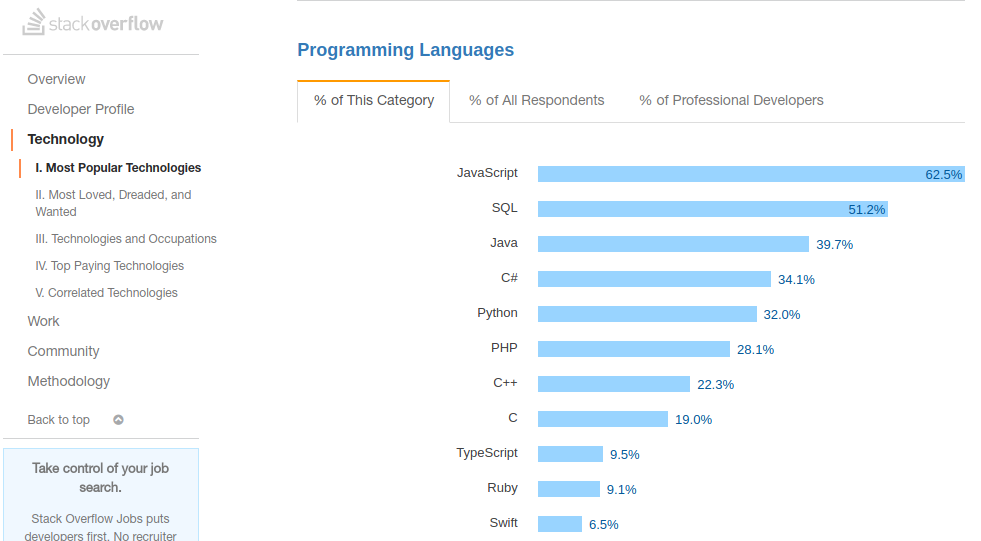 stackoverflow
Overview
Developer Profile
Technology
I. Most Popular Technologies
II. Most Loved, Dreaded, and
Wanted
III. Technologies and Occupations
IV. Top Paying Technologies
V. Correlated Technologies
Work
Community
Methodology
Back to top
Take control of your job
search.
Stack Overflow Jobs puts
developers first. No recruiter
Programming Languages
% of This Category % of All Respondents % of Professional Developers
JavaScript 62.5%
SQL 51.2%
Java 39.7%
C# 34.1%
Python 32.0%
PHP 28.1%
C++ 22.3%
C 19.0%
TypeScript 9.5%
Ruby 9.1%
Swift 6.5%